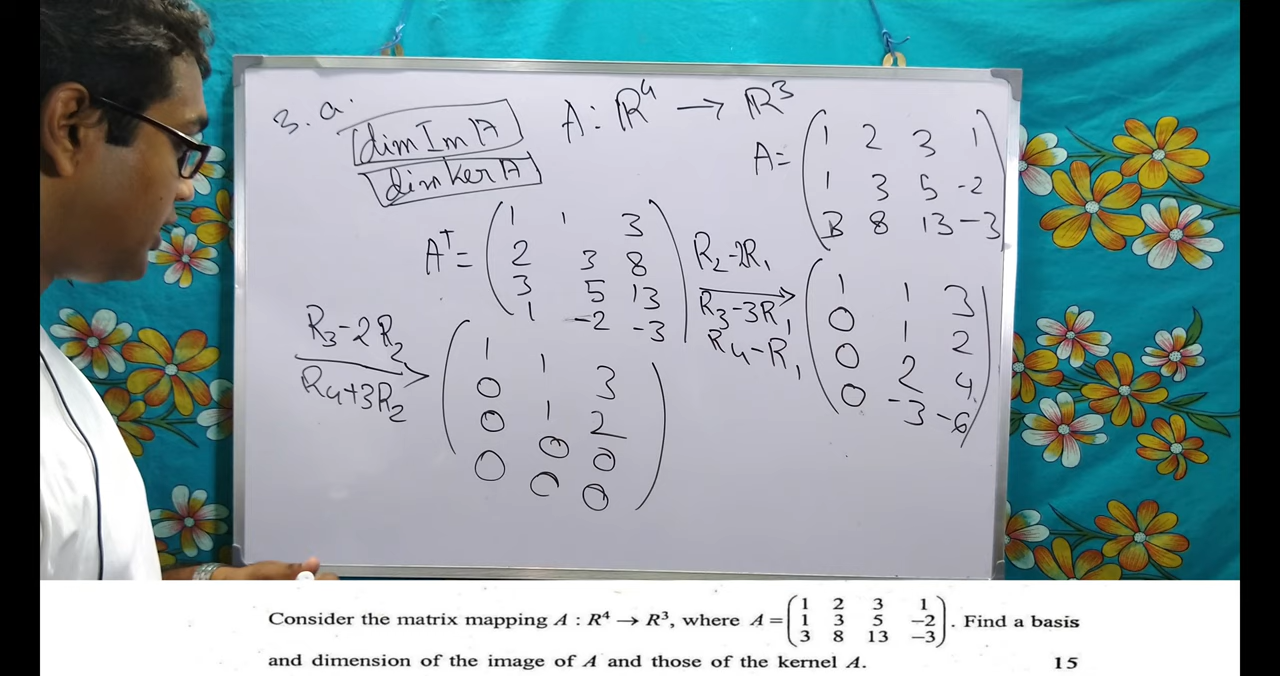 3. a.
dim Im A
dim ker A
A : R⁴ → R³
A = ( 1 2 3 1
1 3 5 -2
3 8 13 -3 )
Aᵀ = ( 1 1 3
2 3 8
3 5 13
1 -2 -3 )
R₂-2R₁
R₃-3R₁
R₄-R₁
( 1 1 3
0 1 2
0 2 4
0 -3 -6 )
R₃-2R₂
R₄+3R₂
( 1 1 3
0 1 2
0 0 0
0 0 0 )
Consider the matrix mapping A : R⁴ → R³, where A = ( 1 2 3 1
1 3 5 −2
3 8 13 −3 ). Find a basis
and dimension of the image of A and those of the kernel A. 15